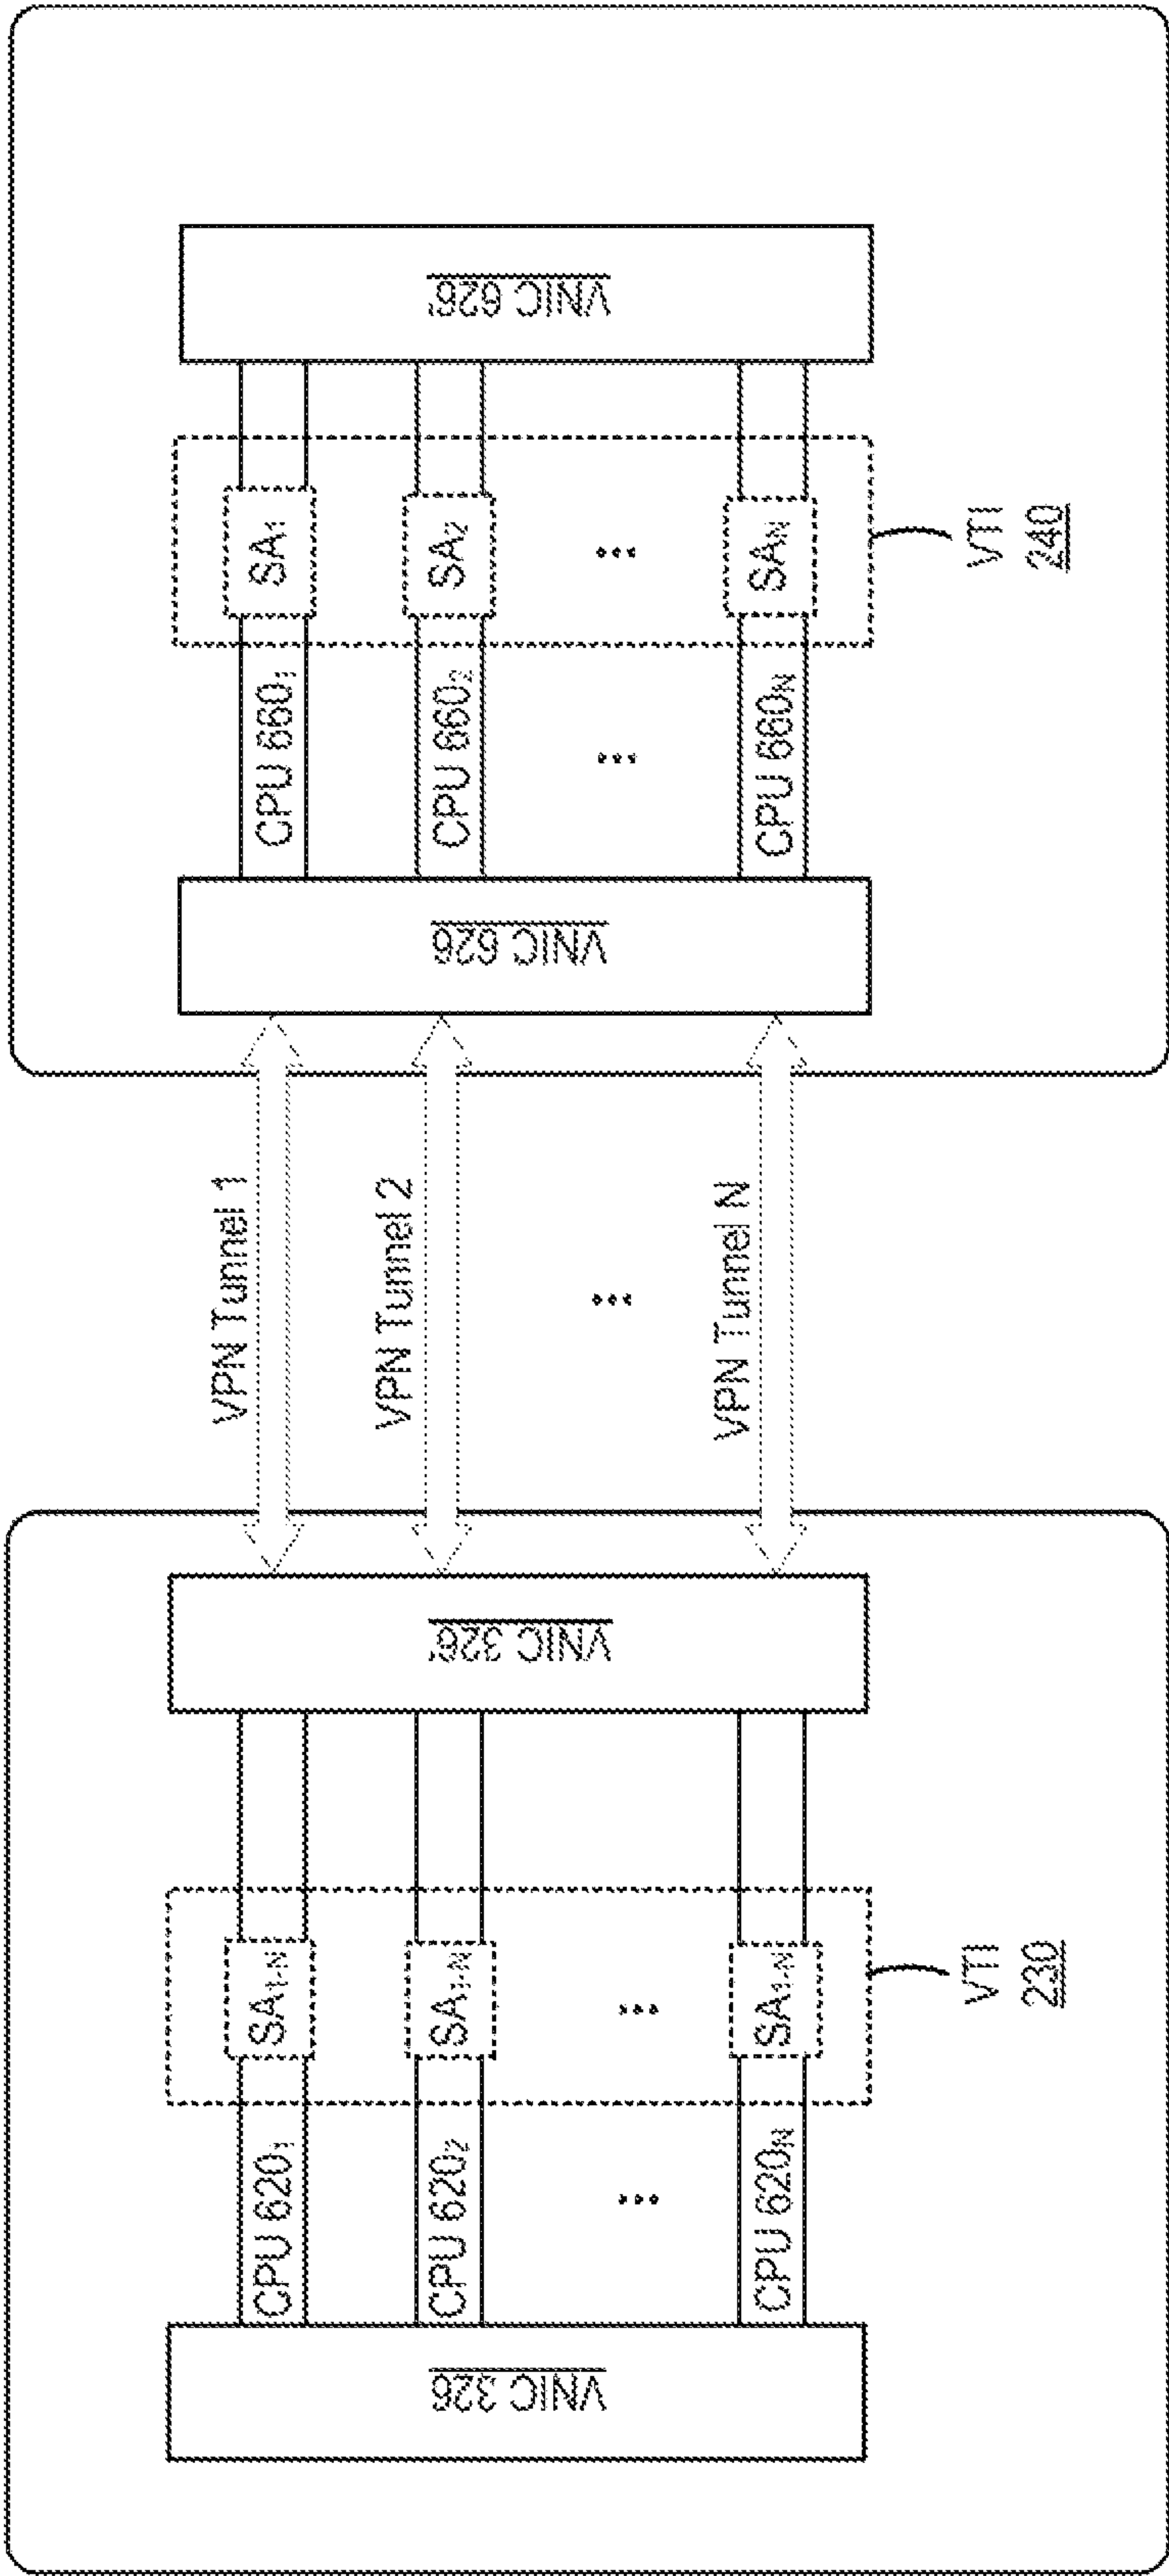 VNIC 326
CPU 620₁
SA₁₋N
CPU 620₂
SA₁₋N
...
...
CPU 620N
SA₁₋N
VTI
230
VNIC 326'
VPN Tunnel 1
VPN Tunnel 2
...
VPN Tunnel N
VNIC 626
CPU 660₁
SA₁
CPU 660₂
SA₂
...
...
CPU 660N
SAN
VTI
240
VNIC 626'